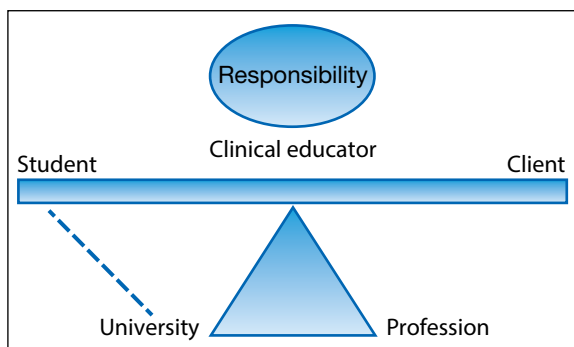 Responsibility
Clinical educator
Student
Client
University
Profession